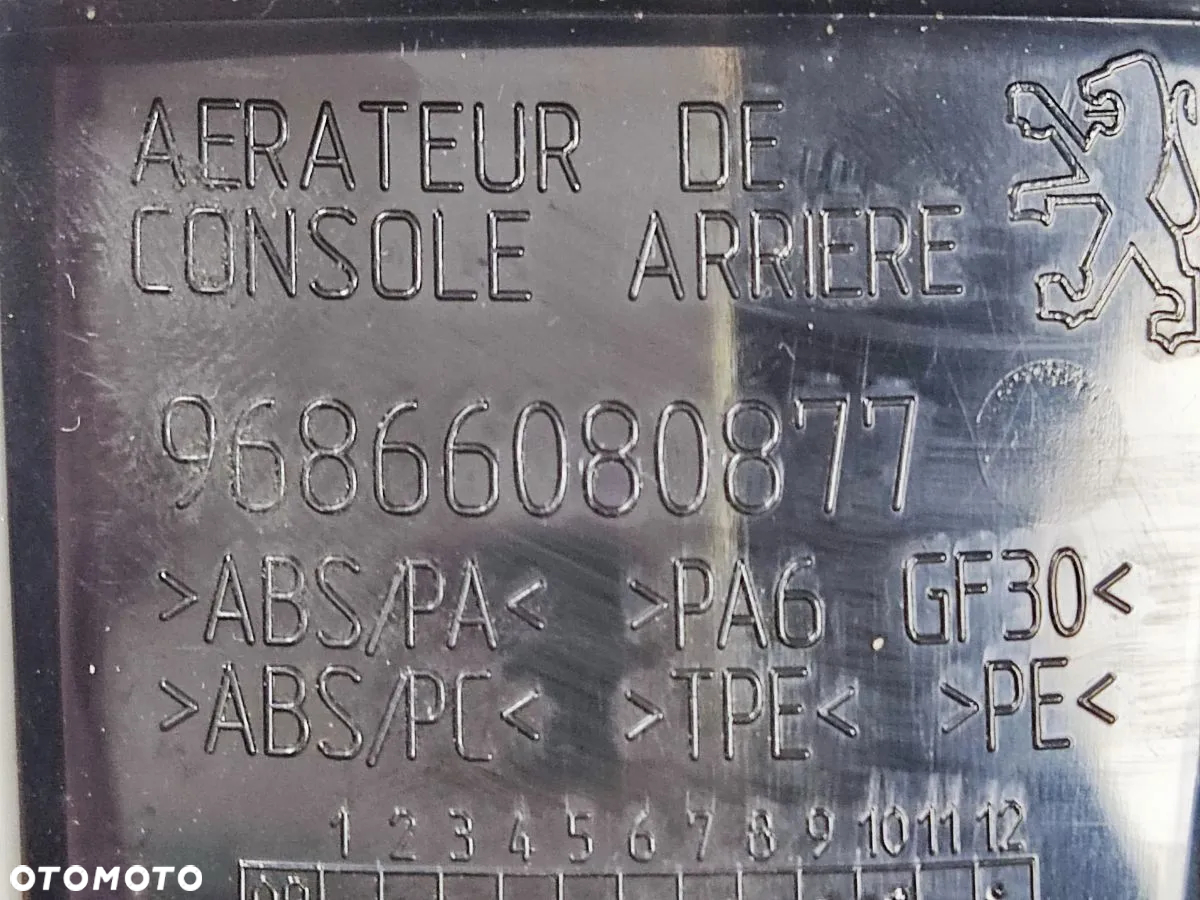 AERATEUR DE
CONSOLE ARRIERE
96866080877
>ABS/PA< >PA6.GF30<
>ABS/PC< >TPE< >PE<
1 2 3 4 5 6 7 8 9 10 11 12
OTOMOTO